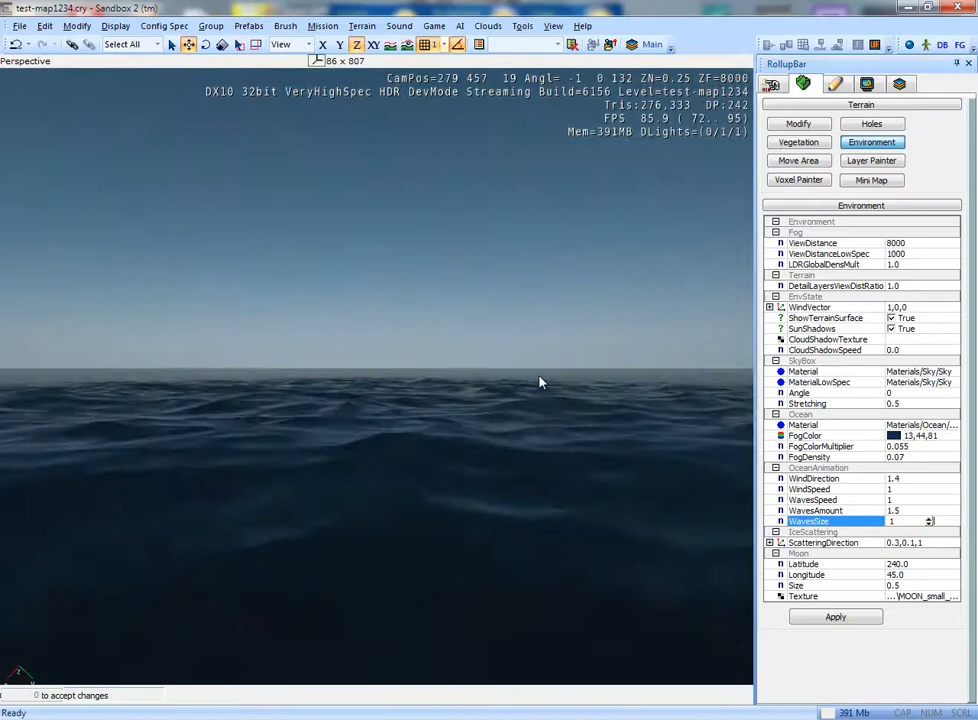 test-map1234.cry - Sandbox 2 (tm)
File Edit Modify Display Config Spec Group Prefabs Brush Mission Terrain Sound Game AI Clouds Tools View Help
Select All View X Y Z XY 1 Main DB FG
Perspective 86 x 807
RollupBar
CamPos=279 457 19 Angl= -1 0 132 ZN=0.25 ZF=8000
DX10 32bit VeryHighSpec HDR DevMode Streaming Build=6156 Level=test-map1234
Tris:276,333 DP:242
FPS 85.9 ( 72.. 95)
Mem=391MB DLights=(0/1/1)
Terrain
Modify Holes
Vegetation Environment
Move Area Layer Painter
Voxel Painter Mini Map
Environment
Environment
Fog
ViewDistance 8000
ViewDistanceLowSpec 1000
LDRGlobalDensMult 1.0
Terrain
DetailLayersViewDistRatio 1.0
EnvState
WindVector 1,0,0
ShowTerrainSurface True
SunShadows True
CloudShadowTexture
CloudShadowSpeed 0.0
SkyBox
Material Materials/Sky/Sky
MaterialLowSpec Materials/Sky/Sky
Angle 0
Stretching 0.5
Ocean
Material Materials/Ocean/...
FogColor 13,44,81
FogColorMultiplier 0.055
FogDensity 0.07
OceanAnimation
WindDirection 1.4
WindSpeed 1
WavesSpeed 1
WavesAmount 1.5
WavesSize 1
IceScattering
ScatteringDirection 0.3,0.1,1
Moon
Latitude 240.0
Longitude 45.0
Size 0.5
Texture ...\MOON_small_...
Apply
0 to accept changes
Ready 391 Mb CAP NUM SCRL